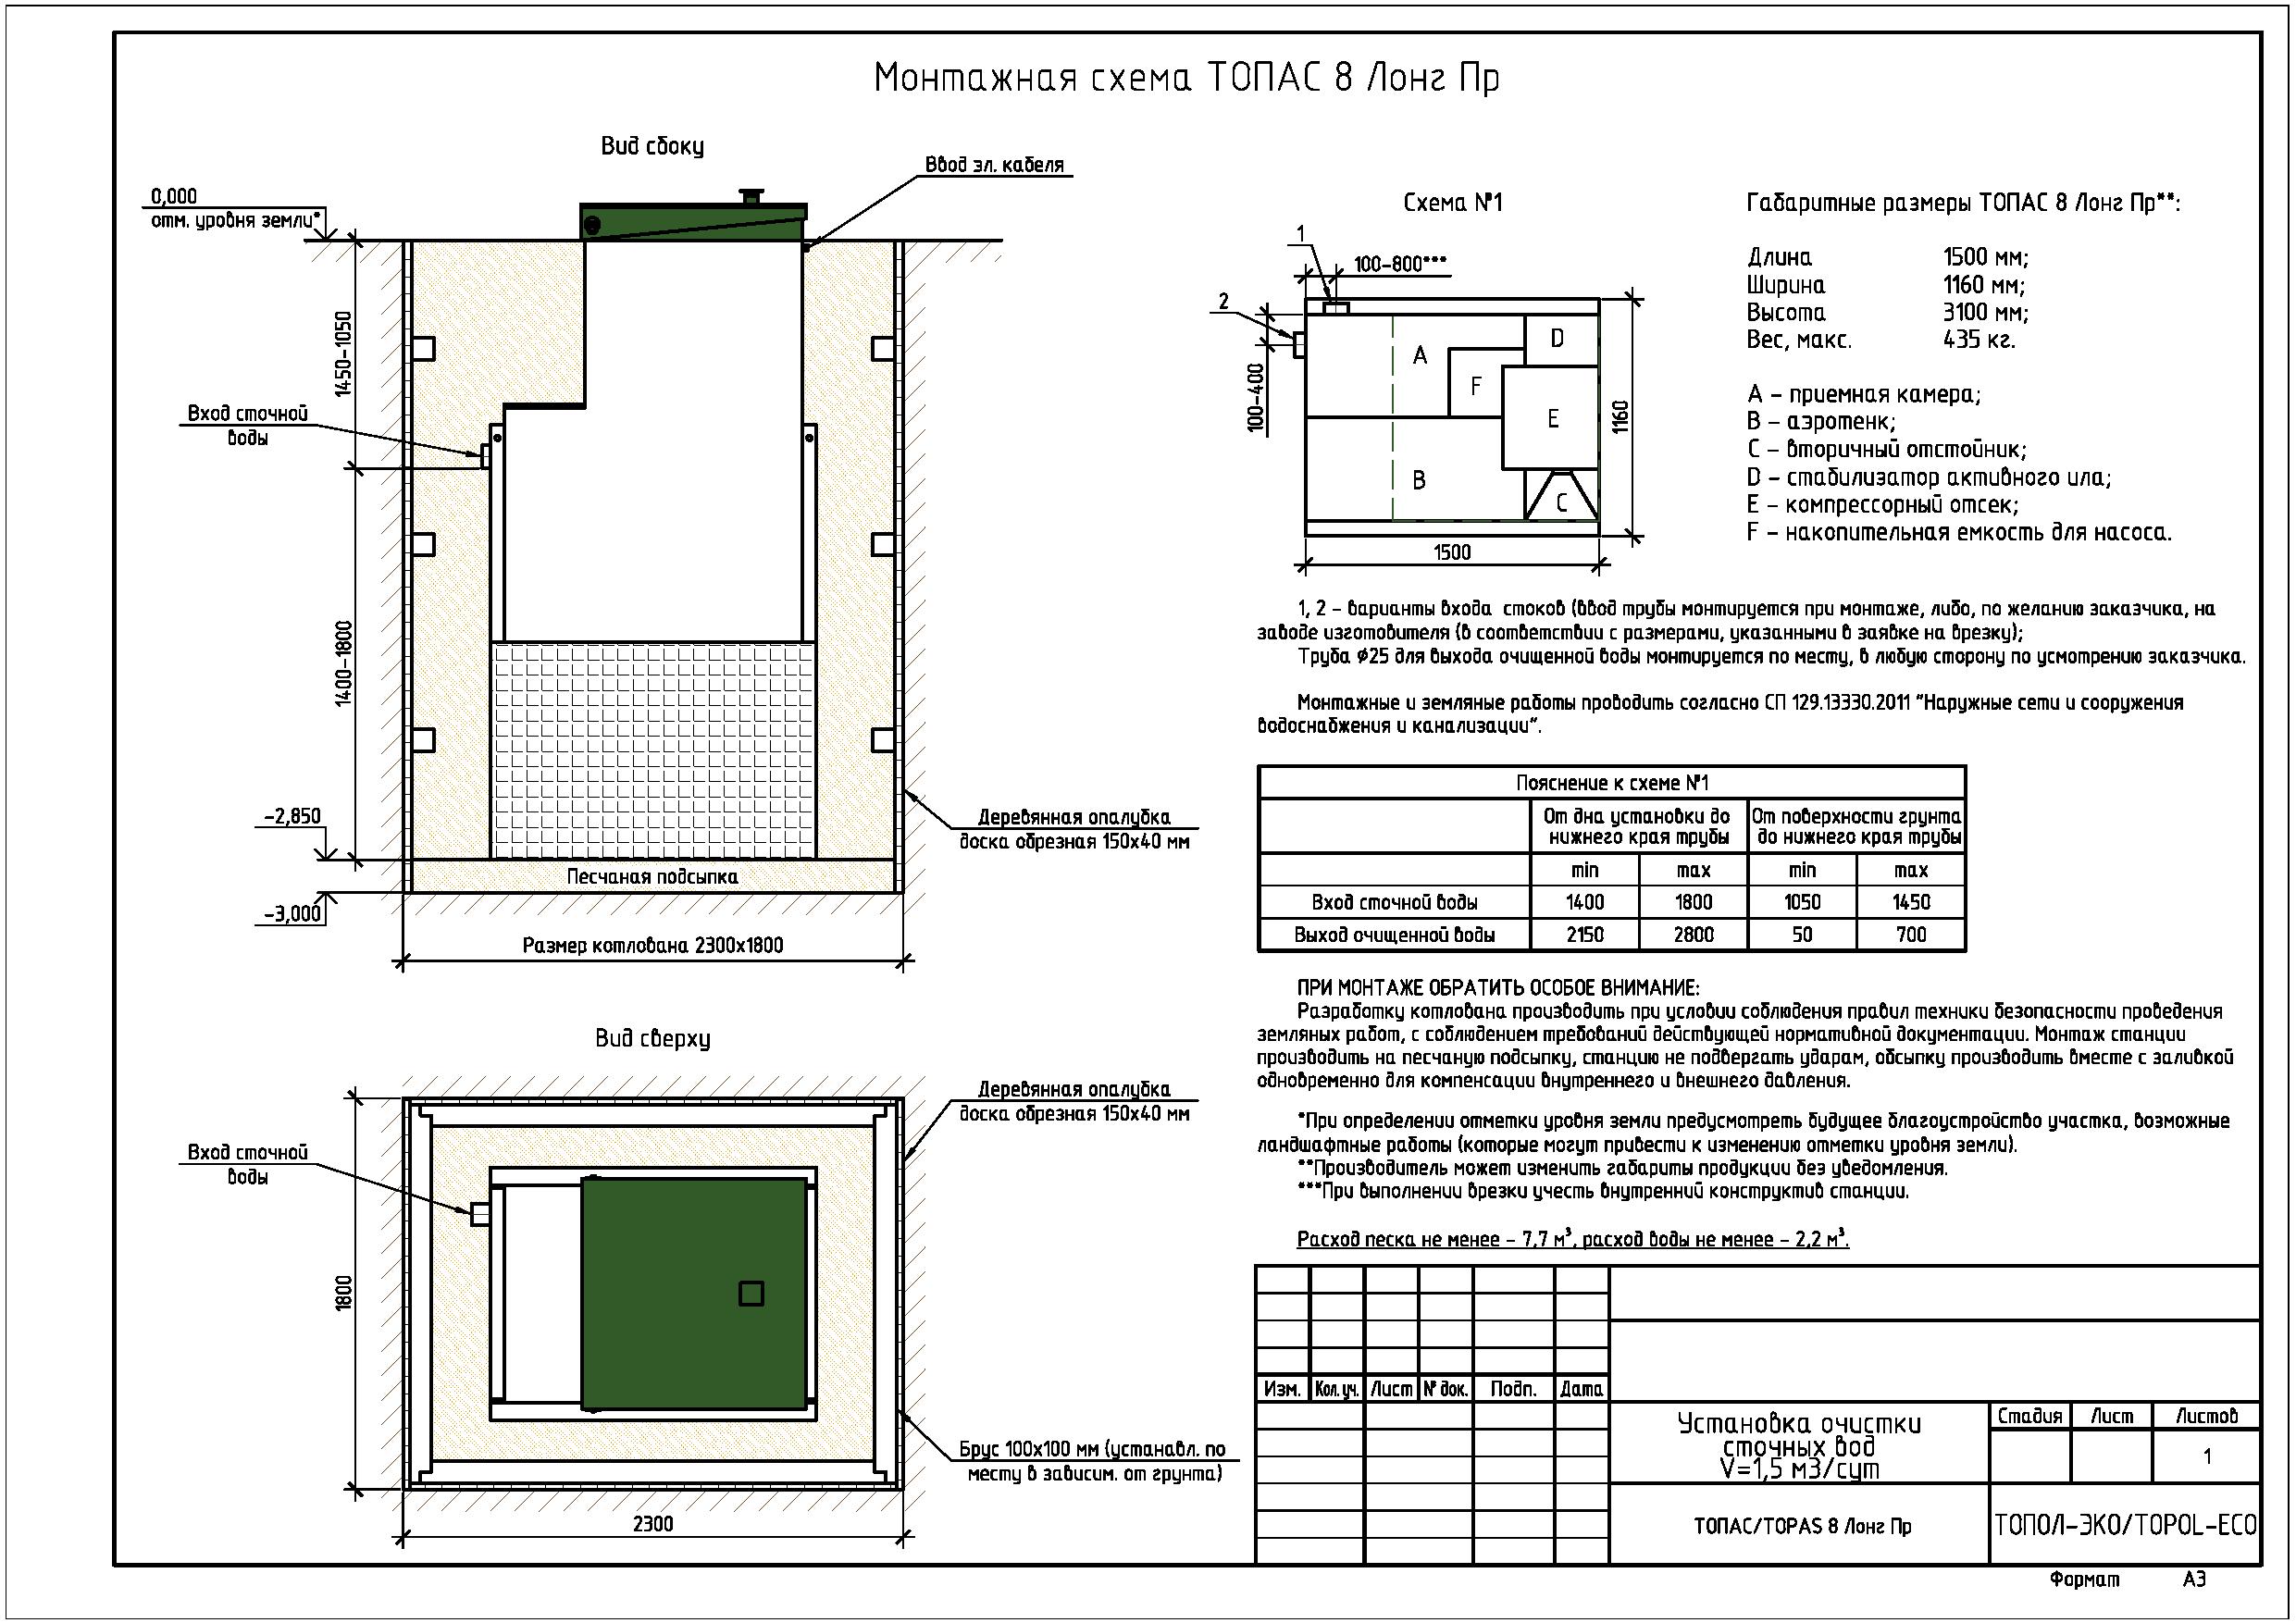 Монтажная схема ТОПАС 8 Лонг Пр
Вид сбоку
Ввод эл. кабеля
0,000
отм. уровня земли*
1450-1050
Вход сточной
воды
1400-1800
-2,850
-3,000
Песчаная подсыпка
Деревянная опалубка
доска обрезная 150х40 мм
Размер котлована 2300х1800
Вид сверху
Деревянная опалубка
доска обрезная 150х40 мм
Вход сточной
воды
1800
Брус 100х100 мм (устанавл. по
месту в зависим. от грунта)
2300
Схема №1
1
100-800***
2
100-400
A
D
F
E
B
C
1160
1500
Габаритные размеры ТОПАС 8 Лонг Пр**:
Длина 1500 мм;
Ширина 1160 мм;
Высота 3100 мм;
Вес, макс. 435 кг.
A - приемная камера;
B - аэротенк;
C - вторичный отстойник;
D - стабилизатор активного ила;
E - компрессорный отсек;
F - накопительная емкость для насоса.
1, 2 - варианты входа стоков (ввод трубы монтируется при монтаже, либо, по желанию заказчика, на
заводе изготовителя (в соответствии с размерами, указанными в заявке на врезку);
Труба Ø25 для выхода очищенной воды монтируется по месту, в любую сторону по усмотрению заказчика.
Монтажные и земляные работы проводить согласно СП 129.13330.2011 "Наружные сети и сооружения
водоснабжения и канализации".
Пояснение к схеме №1
От дна установки до От поверхности грунта
нижнего края трубы до нижнего края трубы
min max min max
Вход сточной воды 1400 1800 1050 1450
Выход очищенной воды 2150 2800 50 700
ПРИ МОНТАЖЕ ОБРАТИТЬ ОСОБОЕ ВНИМАНИЕ:
Разработку котлована производить при условии соблюдения правил техники безопасности проведения
земляных работ, с соблюдением требований действующей нормативной документации. Монтаж станции
производить на песчаную подсыпку, станцию не подвергать ударам, обсыпку производить вместе с заливкой
одновременно для компенсации внутреннего и внешнего давления.
*При определении отметки уровня земли предусмотреть будущее благоустройство участка, возможные
ландшафтные работы (которые могут привести к изменению отметки уровня земли).
**Производитель может изменить габариты продукции без уведомления.
***При выполнении врезки учесть внутренний конструктив станции.
Расход песка не менее - 7,7 м³, расход воды не менее - 2,2 м³.
Изм. Кол. уч. Лист № док. Подп. Дата
Установка очистки
сточных вод
V=1,5 м3/сут
Стадия Лист Листов
1
ТОПАС/TOPAS 8 Лонг Пр
ТОПОЛ-ЭКО/TOPOL-ECO
Формат А3